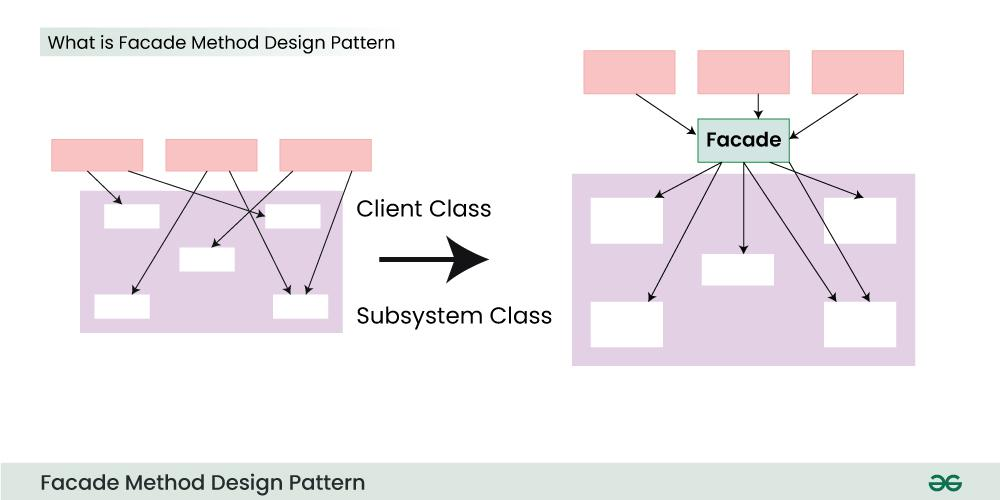 What is Facade Method Design Pattern
Facade
Client Class
Subsystem Class
Facade Method Design Pattern